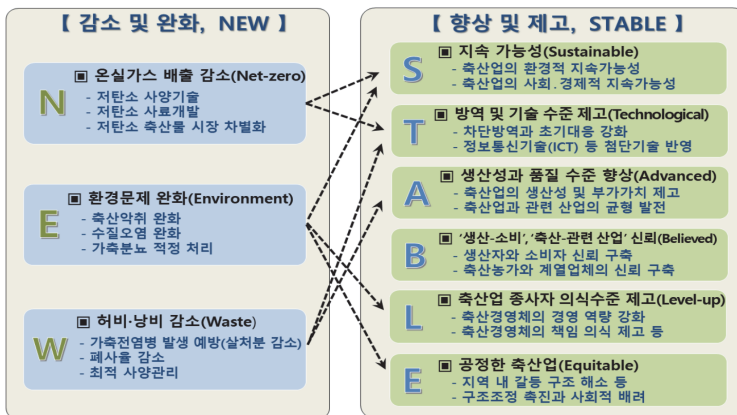 【 감소 및 완화, NEW 】
N
▣ 온실가스 배출 감소(Net-zero)
- 저탄소 사양기술
- 저탄소 사료개발
- 저탄소 축산물 시장 차별화
E
▣ 환경문제 완화(Environment)
- 축산악취 완화
- 수질오염 완화
- 가축분뇨 적정 처리
W
▣ 허비·낭비 감소(Waste)
- 가축전염병 발생 예방(살처분 감소)
- 폐사율 감소
- 최적 사양관리
【 향상 및 제고, STABLE 】
S
▣ 지속 가능성(Sustainable)
- 축산업의 환경적 지속가능성
- 축산업의 사회.경제적 지속가능성
T
▣ 방역 및 기술 수준 제고(Technological)
- 차단방역과 초기대응 강화
- 정보통신기술(ICT) 등 첨단기술 반영
A
▣ 생산성과 품질 수준 향상(Advanced)
- 축산업의 생산성 및 부가가치 제고
- 축산업과 관련 산업의 균형 발전
B
▣ '생산-소비','축산-관련 산업' 신뢰(Believed)
- 생산자와 소비자 신뢰 구축
- 축산농가와 계열업체의 신뢰 구축
L
▣ 축산업 종사자 의식수준 제고(Level-up)
- 축산경영체의 경영 역량 강화
- 축산경영체의 책임 의식 제고 등
E
▣ 공정한 축산업(Equitable)
- 지역 내 갈등 구조 해소 등
- 구조조정 촉진과 사회적 배려